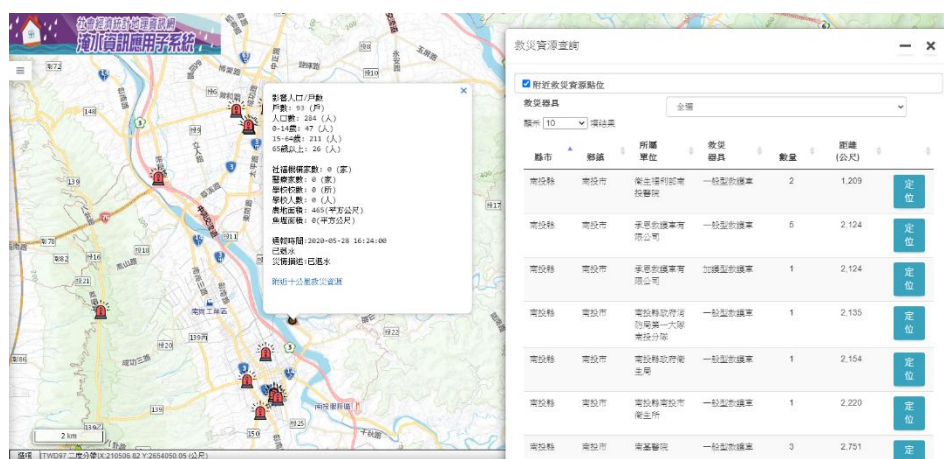 社會經濟統計地理資訊網
淹水資訊應用子系統
影響人口/戶數
戶數: 93 (戶)
人口數: 284 (人)
0-14歲: 47 (人)
15-64歲: 211 (人)
65歲以上: 26 (人)
社福機構家數: 0 (家)
醫療家數: 0 (家)
學校校數: 0 (所)
學校人數: 0 (人)
農地面積: 465(平方公尺)
魚塭面積: 0(平方公尺)
通報時間:2020-05-28 16:24:00
已退水
災情描述:已退水
附近十公里救災資源
南崗工業區
成功三路
2 km
TWD97 二度分帶(X:210506.82 Y:2654050.05 (公尺)
救災資源查詢
附近救災資源點位
救災器具 全選
顯示 10 項結果
縣市 鄉鎮 所屬單位 救災器具 數量 距離(公尺)
南投縣 南投市 衛生福利部南投醫院 一般型救護車 2 1,209 定位
南投縣 南投市 承恩救護車有限公司 一般型救護車 5 2,124 定位
南投縣 南投市 承恩救護車有限公司 加護型救護車 1 2,124 定位
南投縣 南投市 南投縣政府消防局第一大隊南投分隊 一般型救護車 1 2,135 定位
南投縣 南投市 南投縣政府衛生局 一般型救護車 1 2,154 定位
南投縣 南投市 南投縣南投市衛生所 一般型救護車 1 2,220 定位
南投縣 南投市 南基醫院 一般型救護車 3 2,751 定